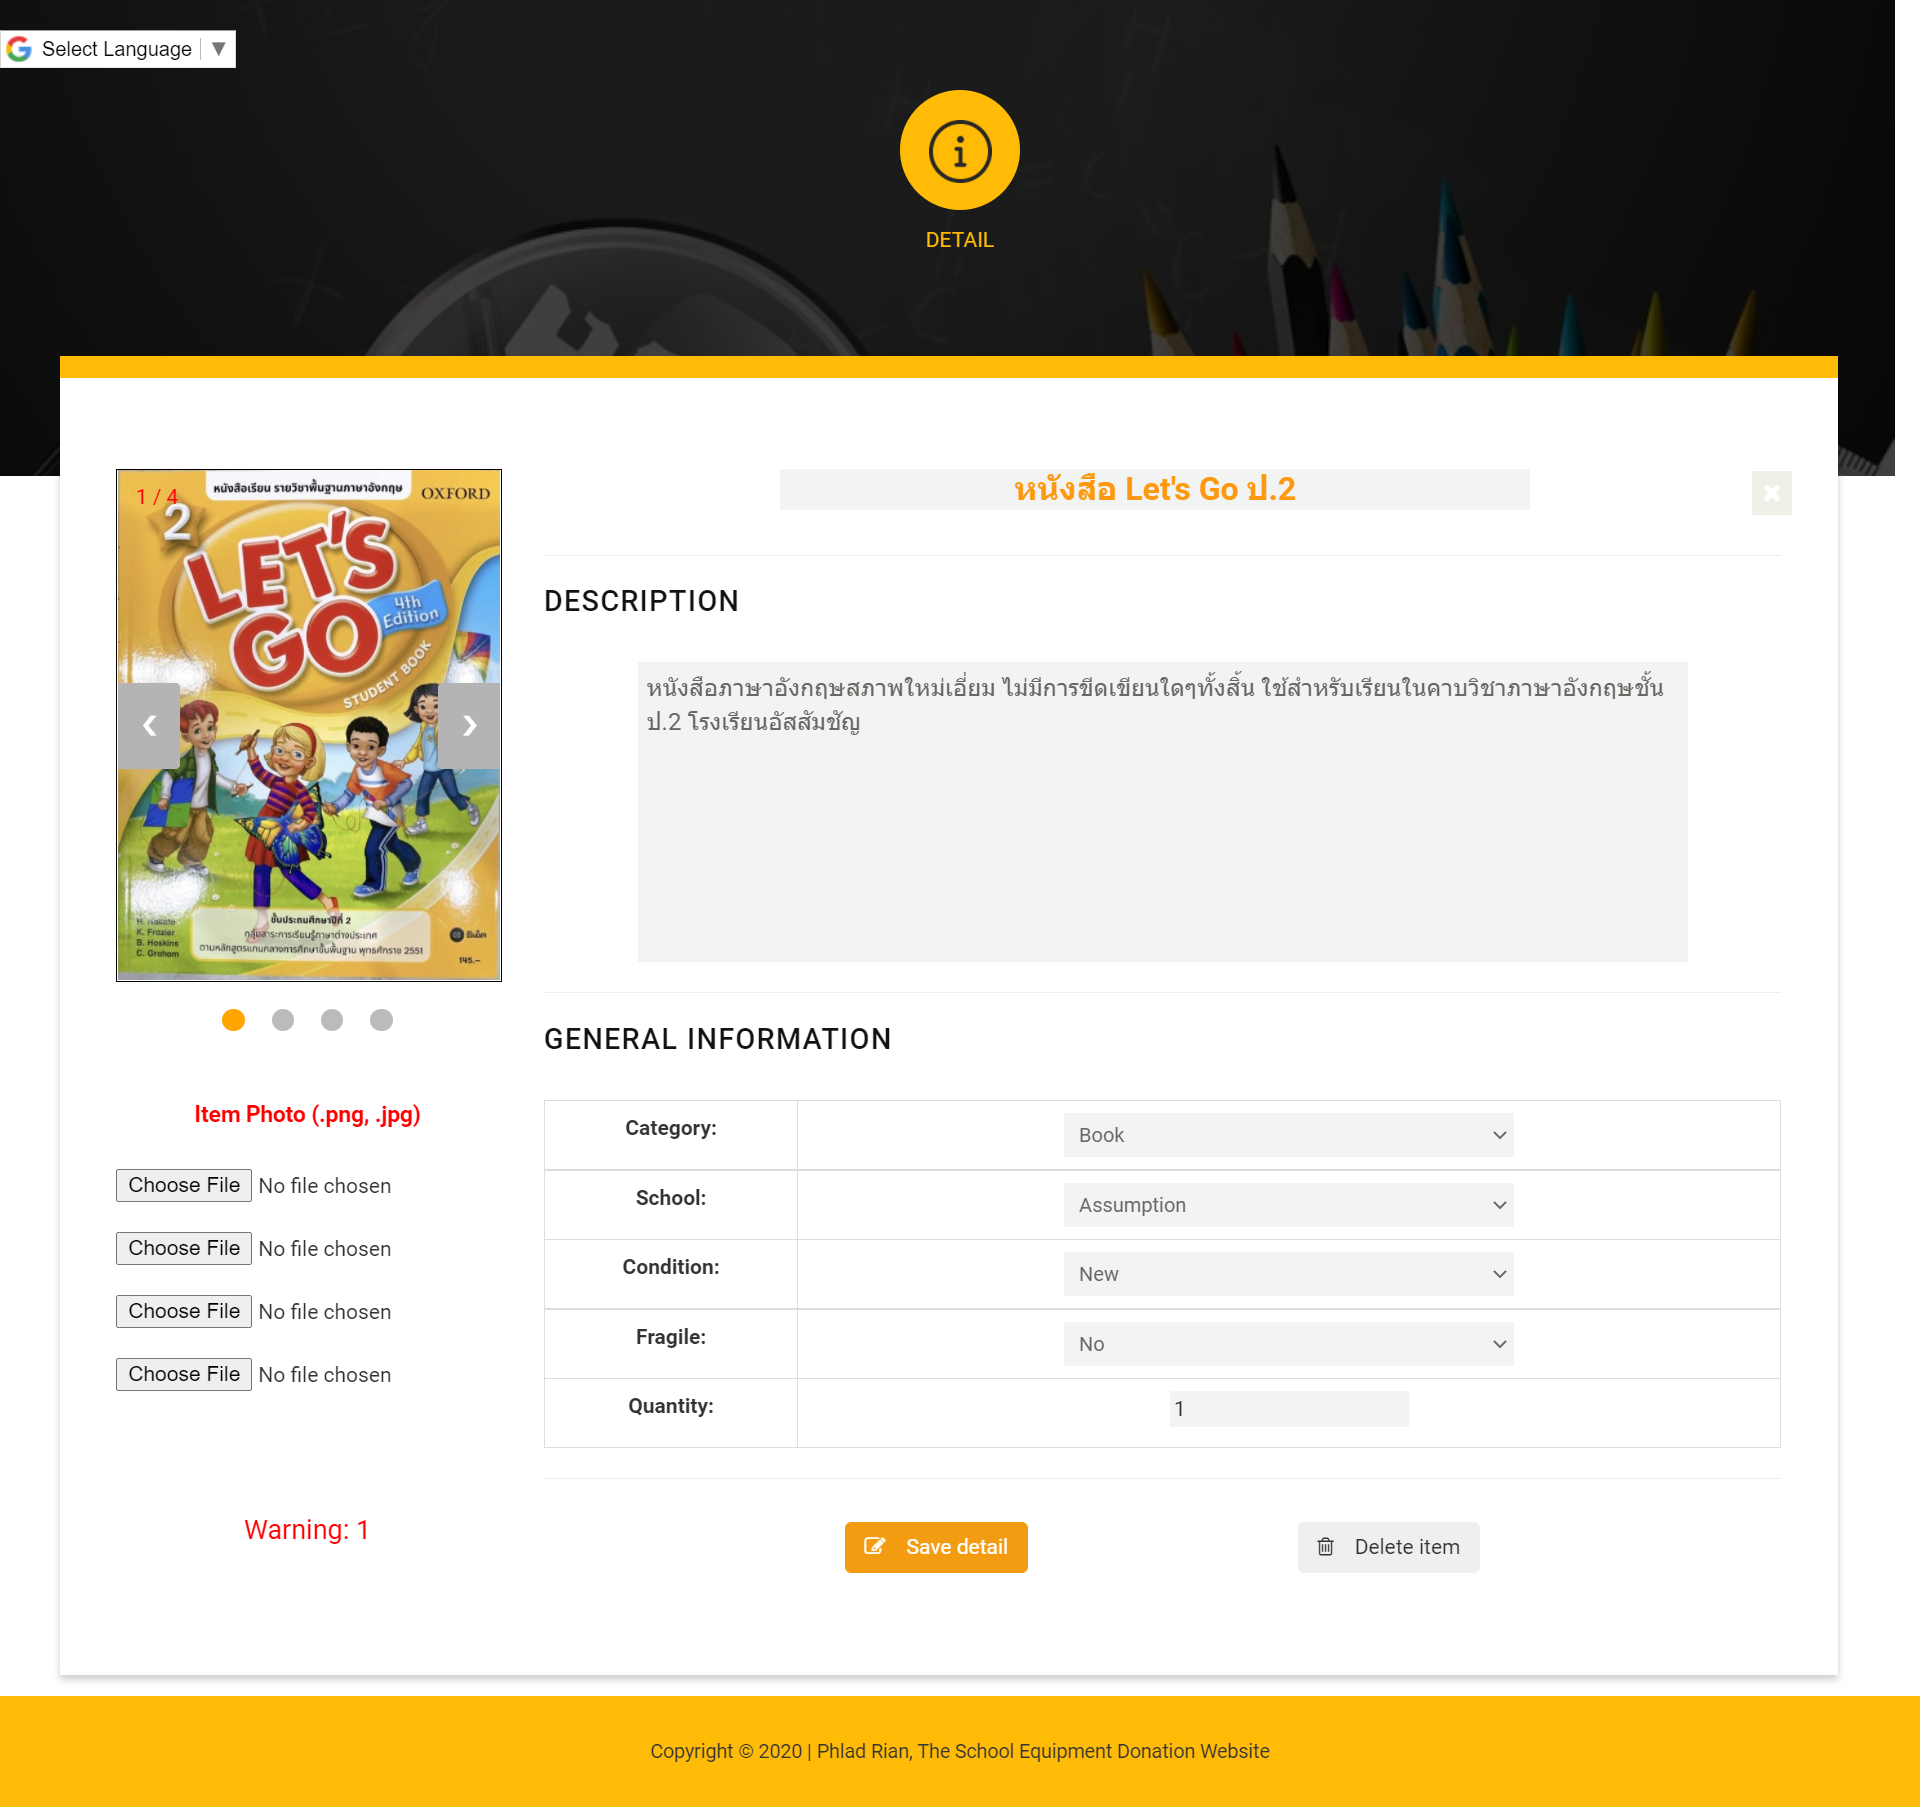 Select Language ▼
DETAIL
1 / 4
หนังสือเรียน รายวิชาพื้นฐานภาษาอังกฤษ
OXFORD
2
LET'S
GO
4th
Edition
STUDENT BOOK
ชั้นประถมศึกษาปีที่ 2
กลุ่มสาระการเรียนรู้ภาษาต่างประเทศ
ตามหลักสูตรแกนกลางการศึกษาขั้นพื้นฐาน พุทธศักราช 2551
R. Nakata
K. Frazier
B. Hoskins
C. Graham
ซีเอ็ด
145.–
Item Photo (.png, .jpg)
Choose File No file chosen
Choose File No file chosen
Choose File No file chosen
Choose File No file chosen
Warning: 1
หนังสือ Let's Go ป.2
DESCRIPTION
หนังสือภาษาอังกฤษสภาพใหม่เอี่ยม ไม่มีการขีดเขียนใดๆทั้งสิ้น ใช้สำหรับเรียนในคาบวิชาภาษาอังกฤษชั้น
ป.2 โรงเรียนอัสสัมชัญ
GENERAL INFORMATION
Category: Book
School: Assumption
Condition: New
Fragile: No
Quantity: 1
Save detail
Delete item
Copyright © 2020 | Phlad Rian, The School Equipment Donation Website